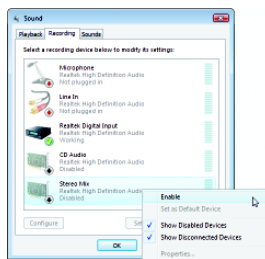 Sound
Playback Recording Sounds
Select a recording device below to modify its settings:
Microphone
Realtek High Definition Audio
Not plugged in
Line In
Realtek High Definition Audio
Not plugged in
Realtek Digital Input
Realtek High Definition Audio
Working
CD Audio
Realtek High Definition Audio
Disabled
Stereo Mix
Realtek High Definition Audio
Disabled
Enable
Set as Default Device
Show Disabled Devices
Show Disconnected Devices
Properties...
Configure
Set
OK